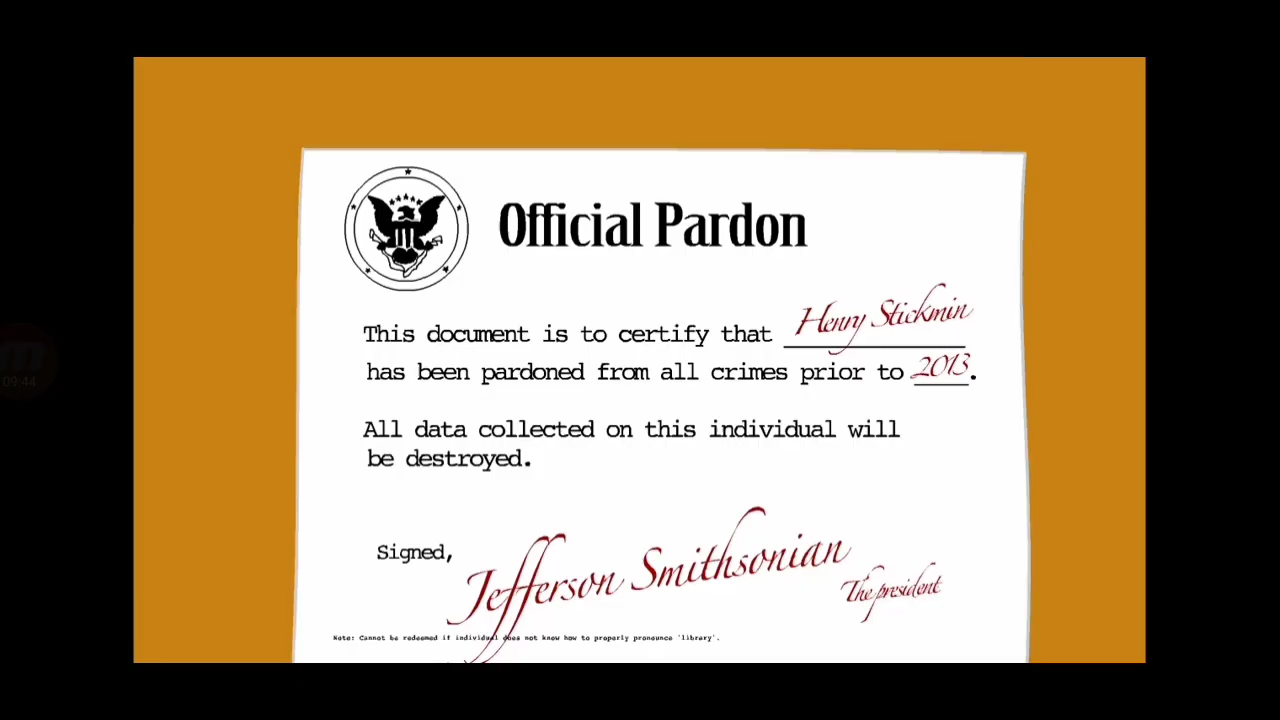 Official Pardon
This document is to certify that Henry Stickmin
has been pardoned from all crimes prior to 2013.
All data collected on this individual will
be destroyed.
Signed, Jefferson Smithsonian
The president
Note: Cannot be redeemed if individual does not know how to properly pronounce 'library'.
09:44